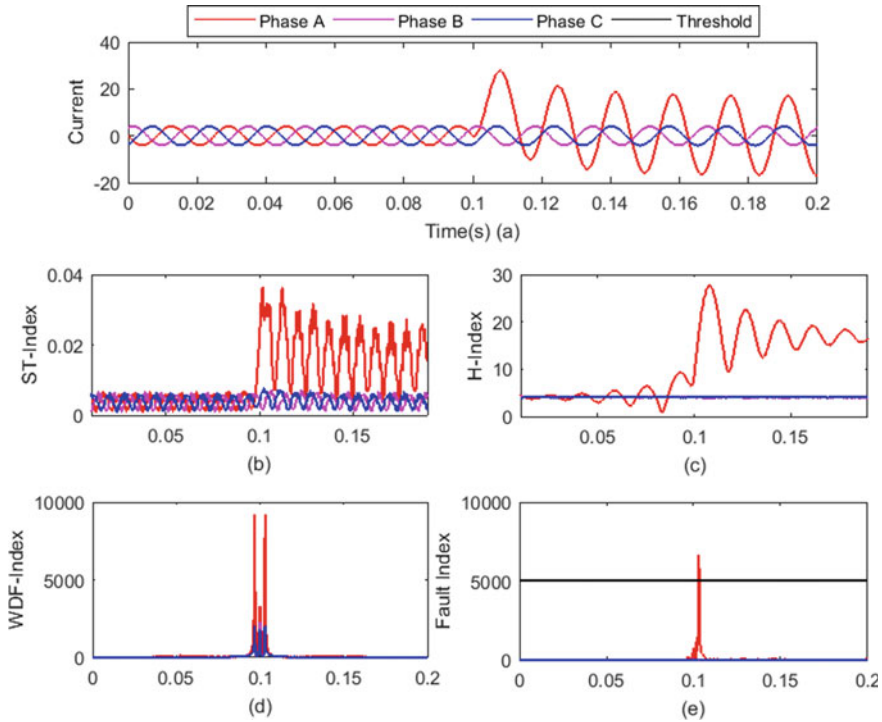 Phase A Phase B Phase C Threshold
40
20
0
-20
Current
0 0.02 0.04 0.06 0.08 0.1 0.12 0.14 0.16 0.18 0.2
Time(s) (a)
0.04
0.02
0
ST-Index
0.05 0.1 0.15
(b)
30
20
10
0
H-Index
0.05 0.1 0.15
(c)
10000
5000
0
WDF-Index
0 0.05 0.1 0.15 0.2
(d)
10000
5000
0
Fault Index
0 0.05 0.1 0.15 0.2
(e)